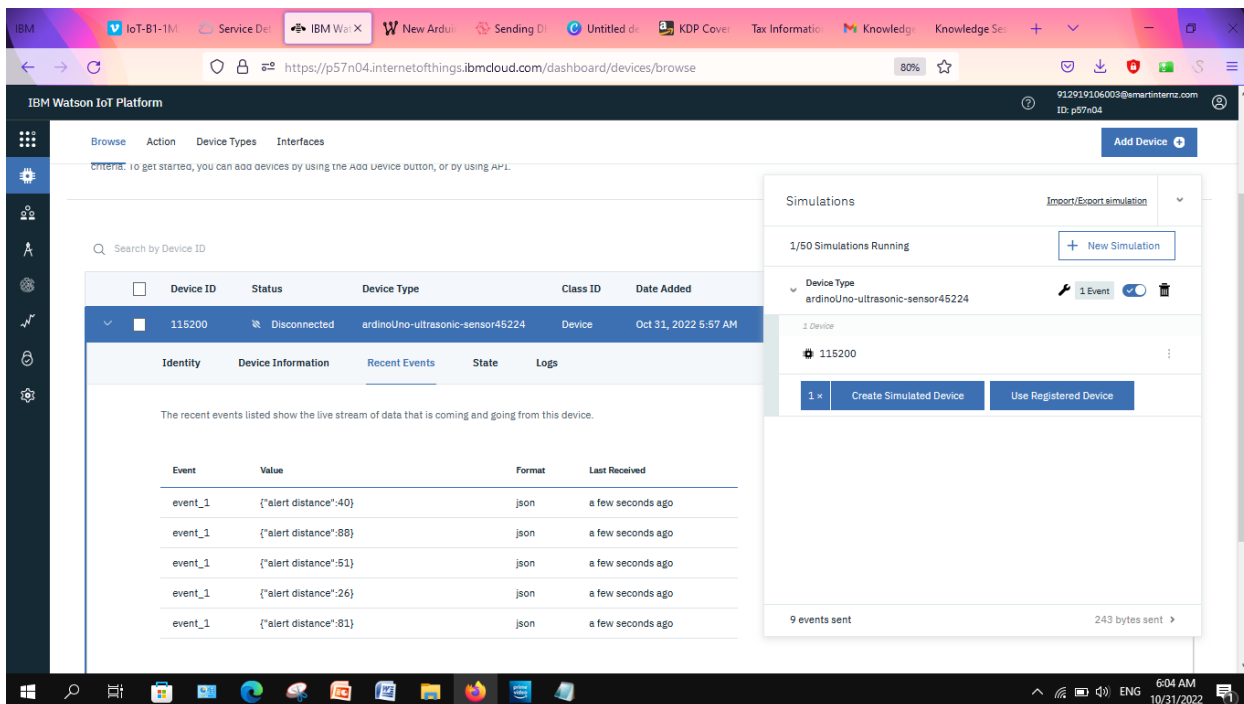 IBM IoT-B1-1M Service Det IBM Wat New Ardui Sending D Untitled de KDP Cover Tax Information Knowledge Knowledge Ses
https://p57n04.internetofthings.ibmcloud.com/dashboard/devices/browse 80%
IBM Watson IoT Platform
912919106003@smartinternz.com
ID: p57n04
Browse Action Device Types Interfaces Add Device
criteria. To get started, you can add devices by using the Add Device button, or by using API.
Simulations Import/Export simulation
Search by Device ID
1/50 Simulations Running New Simulation
Device ID Status Device Type Class ID Date Added
Device Type
ardinoUno-ultrasonic-sensor45224 1 Event
115200 Disconnected ardinoUno-ultrasonic-sensor45224 Device Oct 31, 2022 5:57 AM
1 Device
115200
Identity Device Information Recent Events State Logs
1 × Create Simulated Device Use Registered Device
The recent events listed show the live stream of data that is coming and going from this device.
Event Value Format Last Received
event_1 {"alert distance":40} json a few seconds ago
event_1 {"alert distance":88} json a few seconds ago
event_1 {"alert distance":51} json a few seconds ago
event_1 {"alert distance":26} json a few seconds ago
event_1 {"alert distance":81} json a few seconds ago
9 events sent 243 bytes sent
prime video
ENG
6:04 AM
10/31/2022